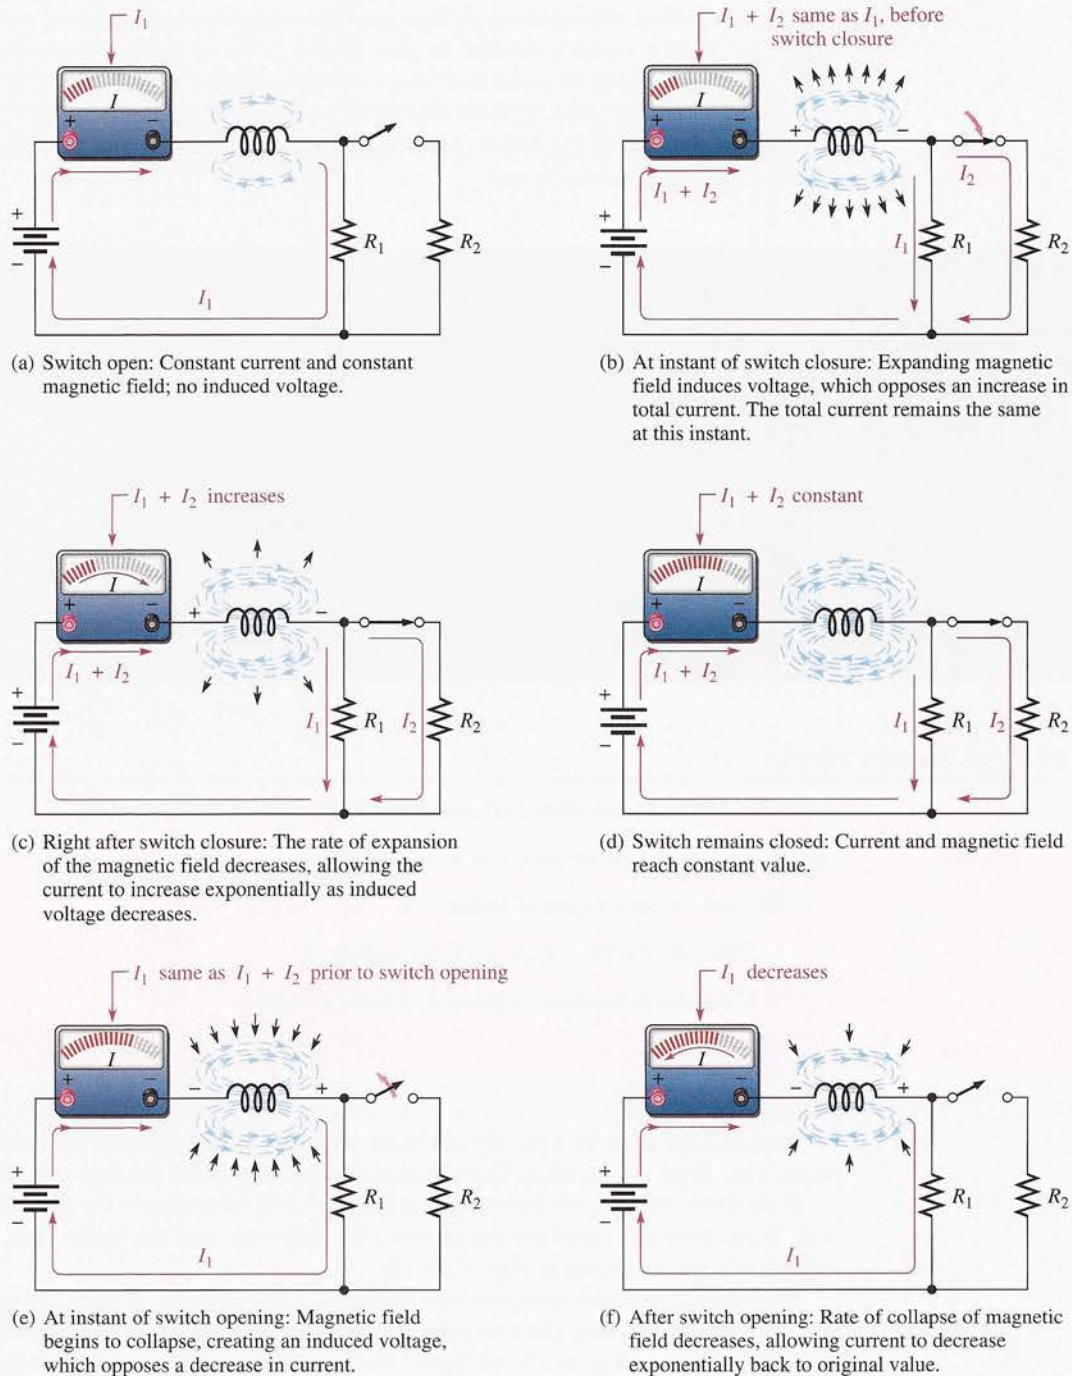 I₁
I
+ −
+
−
R₁
R₂
I₁
(a) Switch open: Constant current and constant
magnetic field; no induced voltage.
I₁ + I₂ same as I₁, before
switch closure
I
+ −
+ −
I₁ + I₂
I₂
+
−
I₁
R₁
R₂
(b) At instant of switch closure: Expanding magnetic
field induces voltage, which opposes an increase in
total current. The total current remains the same
at this instant.
I₁ + I₂ increases
I
+ −
+ −
I₁ + I₂
+
−
I₁
R₁
I₂
R₂
(c) Right after switch closure: The rate of expansion
of the magnetic field decreases, allowing the
current to increase exponentially as induced
voltage decreases.
I₁ + I₂ constant
I
+ −
I₁ + I₂
+
−
I₁
R₁
I₂
R₂
(d) Switch remains closed: Current and magnetic field
reach constant value.
I₁ same as I₁ + I₂ prior to switch opening
I
+ −
− +
+
−
R₁
R₂
I₁
(e) At instant of switch opening: Magnetic field
begins to collapse, creating an induced voltage,
which opposes a decrease in current.
I₁ decreases
I
+ −
− +
+
−
R₁
R₂
I₁
(f) After switch opening: Rate of collapse of magnetic
field decreases, allowing current to decrease
exponentially back to original value.